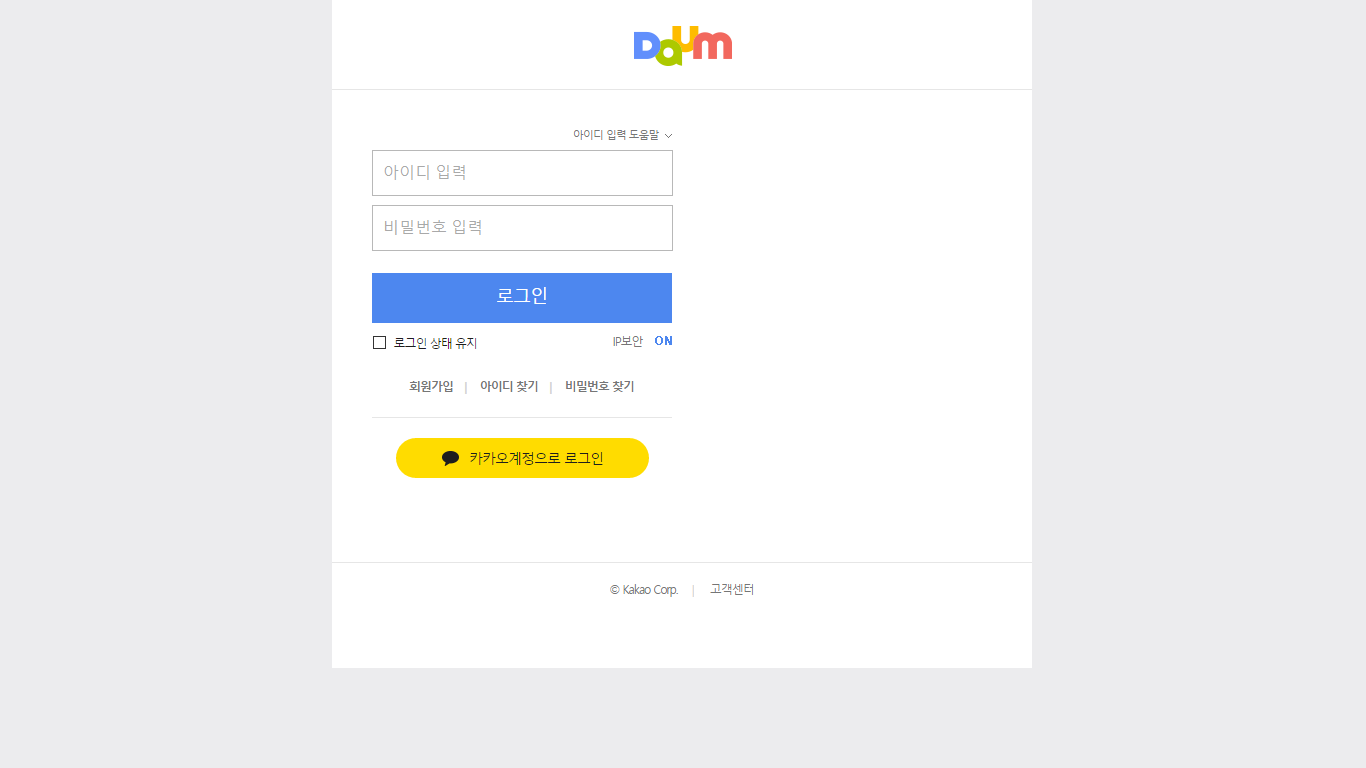 Daum
아이디 입력 도움말
아이디 입력
비밀번호 입력
로그인
로그인 상태 유지 IP보안 ON
회원가입 | 아이디 찾기 | 비밀번호 찾기
카카오계정으로 로그인
© Kakao Corp. | 고객센터